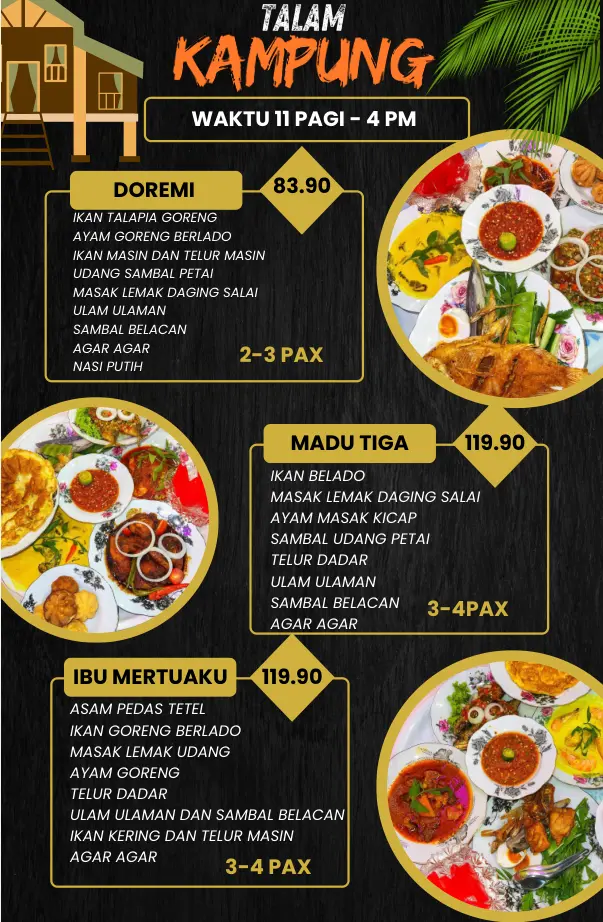 TALAM
KAMPUNG
WAKTU 11 PAGI - 4 PM
DOREMI
83.90
IKAN TALAPIA GORENG
AYAM GORENG BERLADO
IKAN MASIN DAN TELUR MASIN
UDANG SAMBAL PETAI
MASAK LEMAK DAGING SALAI
ULAM ULAMAN
SAMBAL BELACAN
AGAR AGAR
NASI PUTIH
2-3 PAX
MADU TIGA
119.90
IKAN BELADO
MASAK LEMAK DAGING SALAI
AYAM MASAK KICAP
SAMBAL UDANG PETAI
TELUR DADAR
ULAM ULAMAN
SAMBAL BELACAN
AGAR AGAR
3-4PAX
IBU MERTUAKU
119.90
ASAM PEDAS TETEL
IKAN GORENG BERLADO
MASAK LEMAK UDANG
AYAM GORENG
TELUR DADAR
ULAM ULAMAN DAN SAMBAL BELACAN
IKAN KERING DAN TELUR MASIN
AGAR AGAR
3-4 PAX